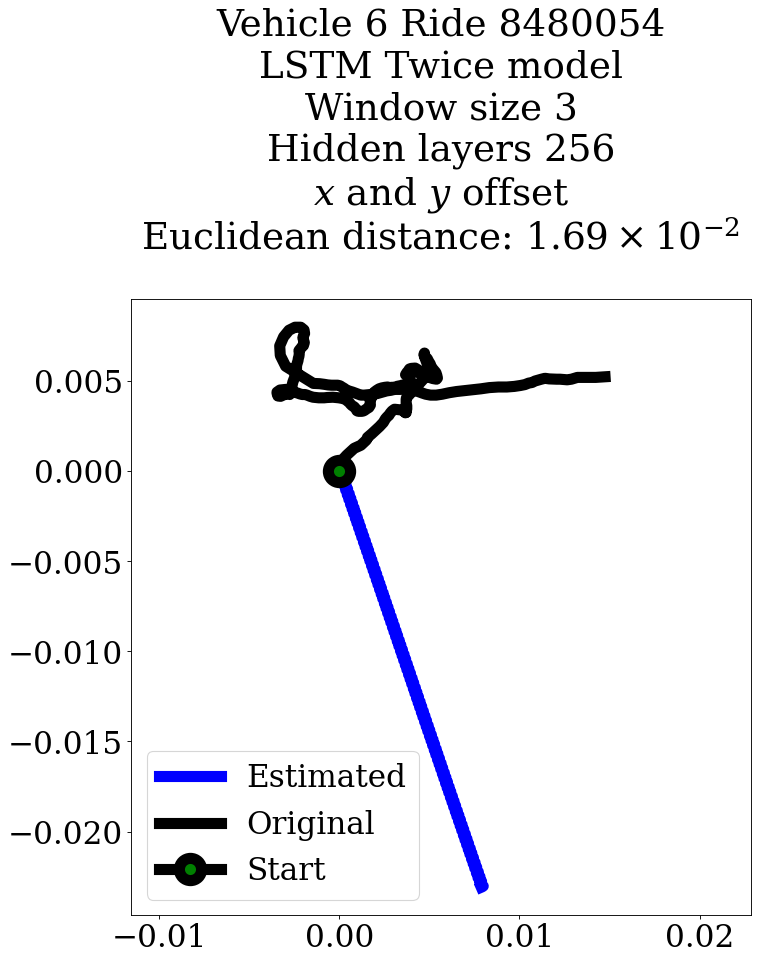 Vehicle 6 Ride 8480054
LSTM Twice model
Window size 3
Hidden layers 256
x and y offset
Euclidean distance: 1.69 × 10⁻²
0.005
0.000
−0.005
−0.010
−0.015
−0.020
Estimated
Original
Start
−0.01 0.00 0.01 0.02